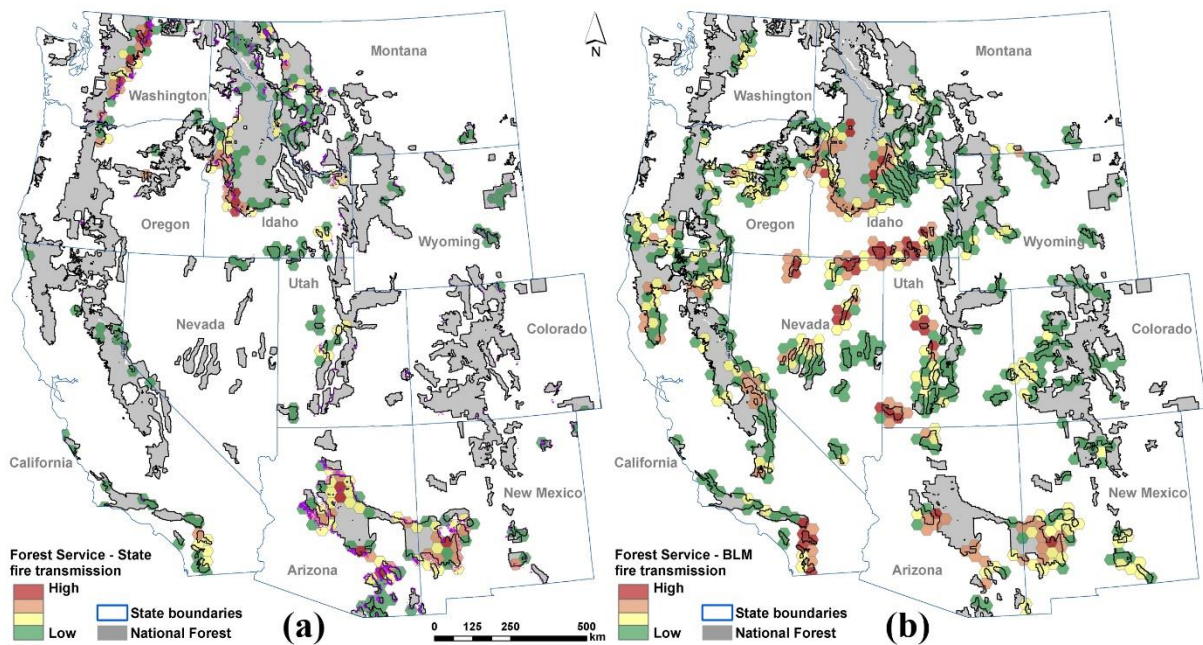 Montana
N
Washington
Oregon
Idaho
Wyoming
Utah
Nevada
Colorado
California
New Mexico
Arizona
Forest Service - State
fire transmission
High
Low
State boundaries
National Forest
(a)
0 125 250 500
km
Montana
Washington
Oregon
Idaho
Wyoming
Utah
Nevada
Colorado
California
New Mexico
Arizona
Forest Service - BLM
fire transmission
High
Low
State boundaries
National Forest
(b)